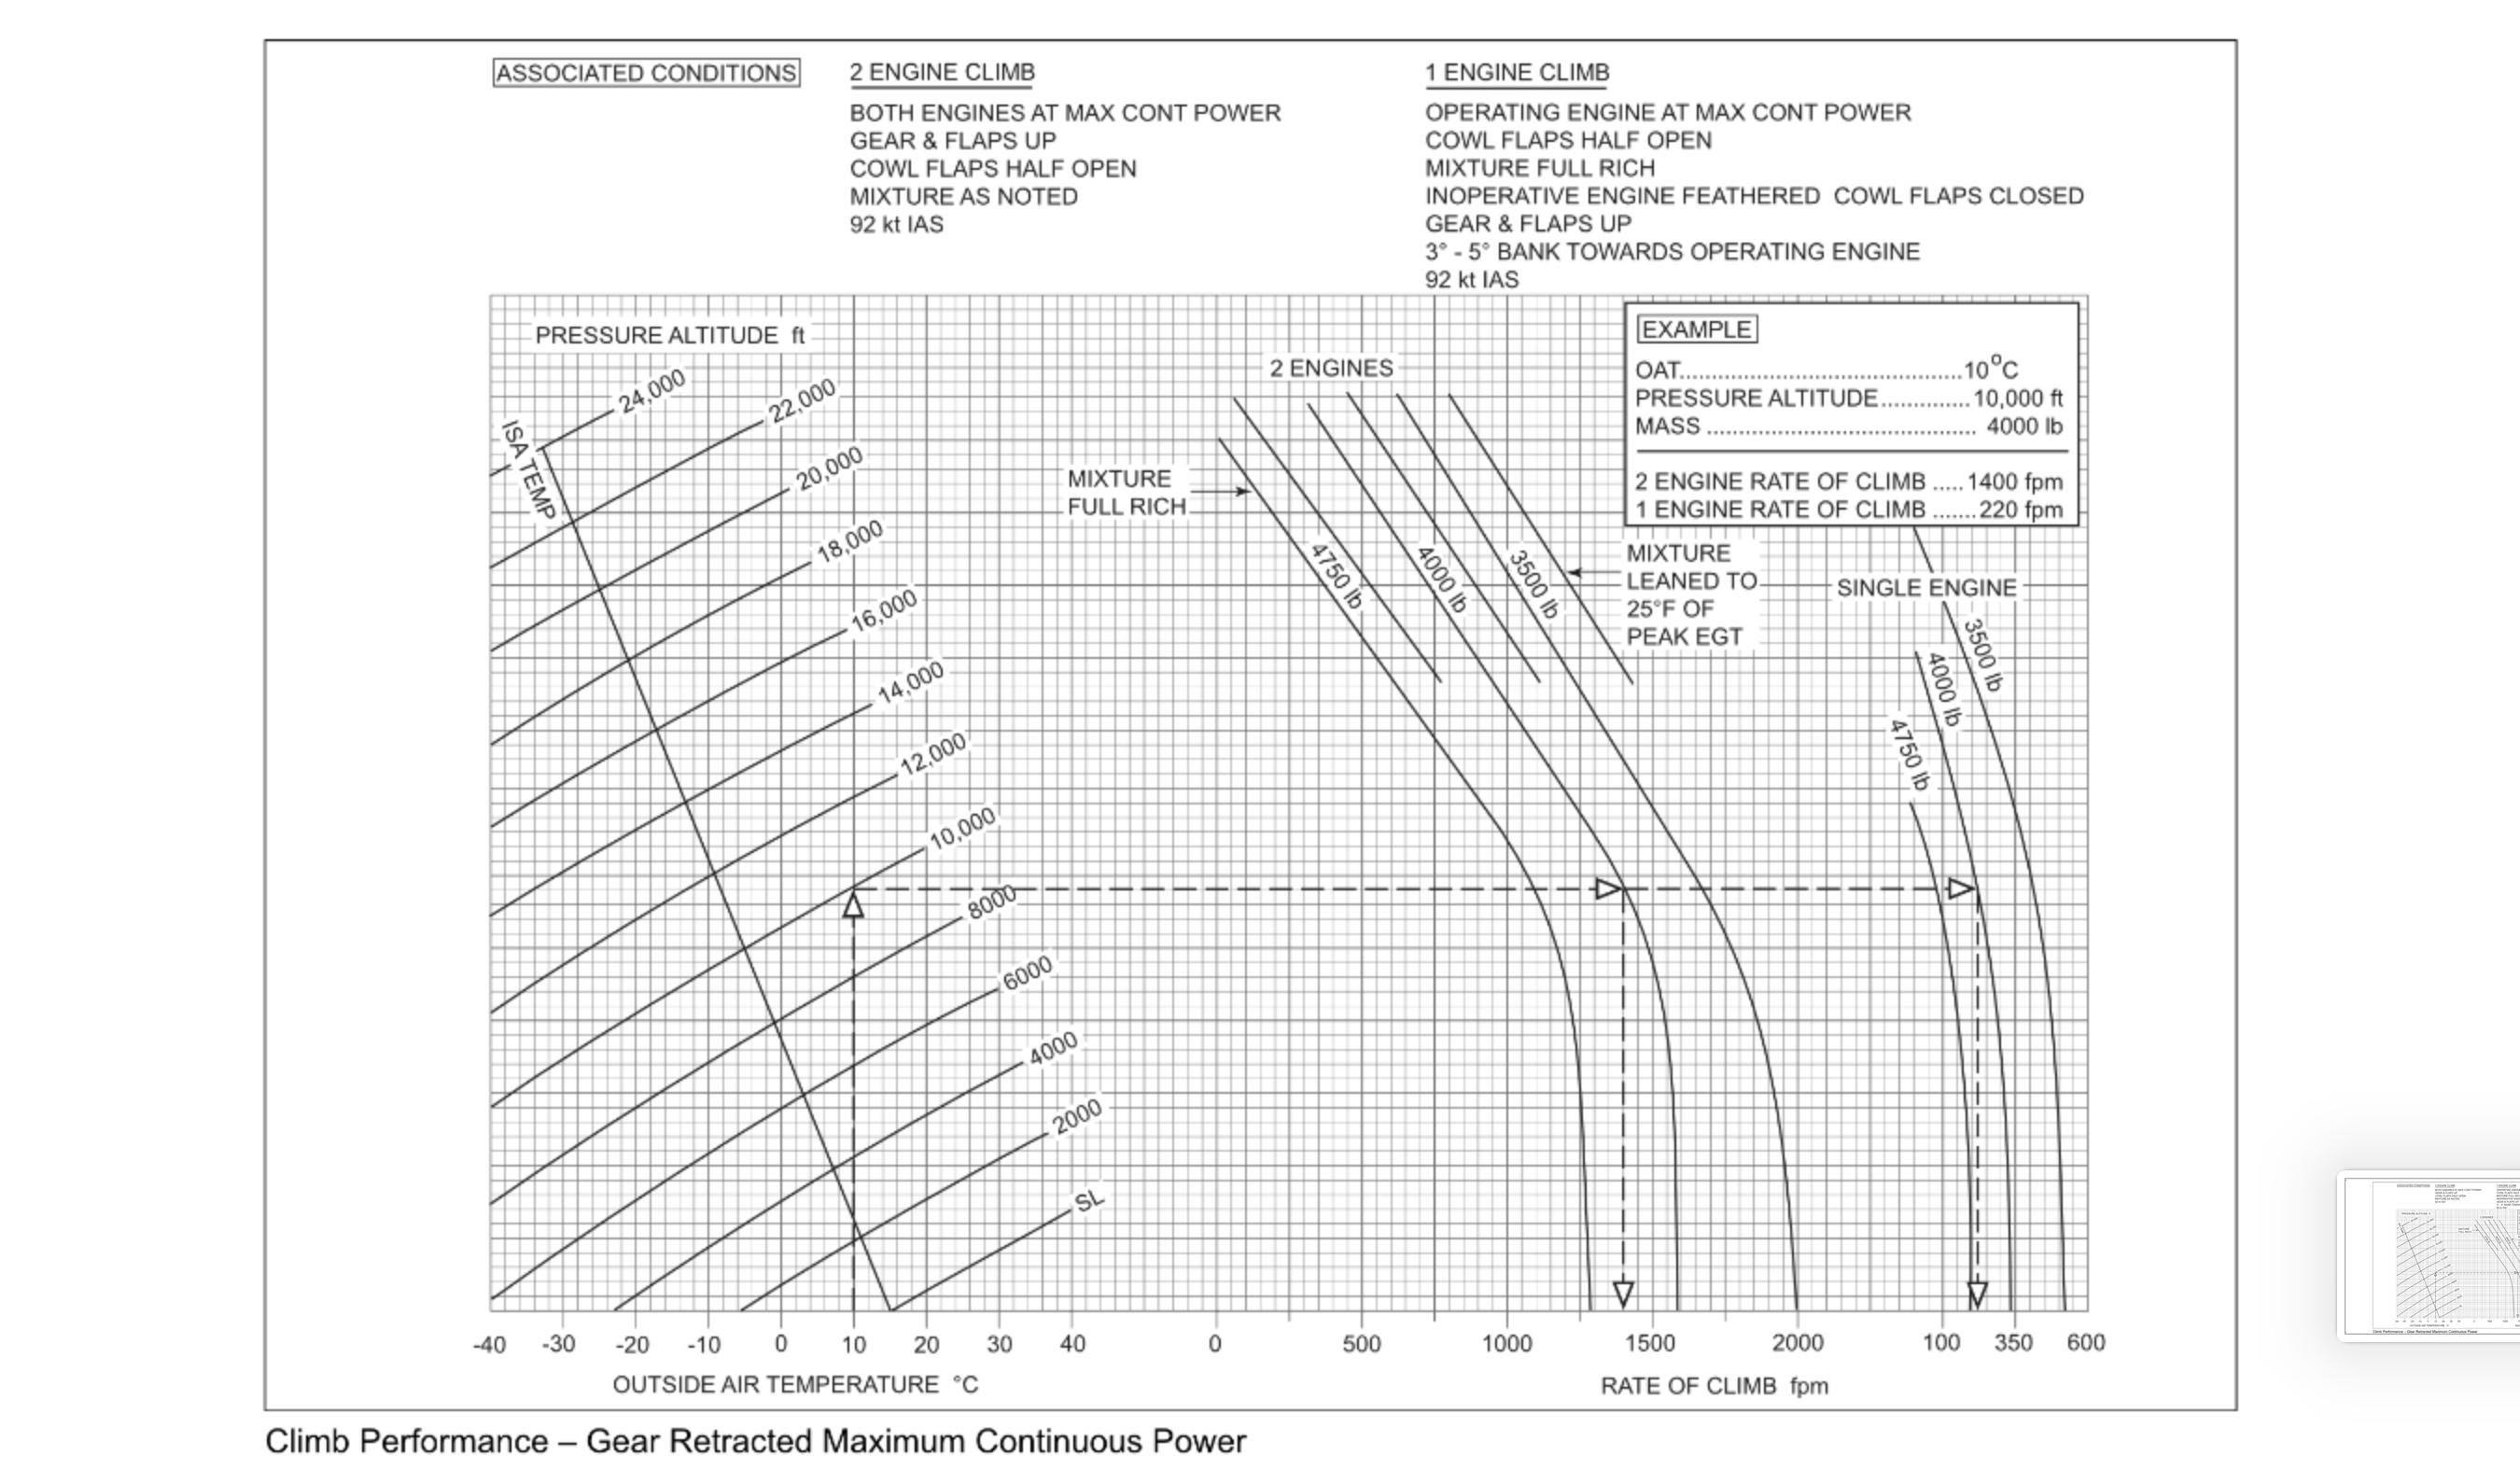 ASSOCIATED CONDITIONS
2 ENGINE CLIMB
BOTH ENGINES AT MAX CONT POWER
GEAR & FLAPS UP
COWL FLAPS HALF OPEN
MIXTURE AS NOTED
92 kt IAS
1 ENGINE CLIMB
OPERATING ENGINE AT MAX CONT POWER
COWL FLAPS HALF OPEN
MIXTURE FULL RICH
INOPERATIVE ENGINE FEATHERED COWL FLAPS CLOSED
GEAR & FLAPS UP
3° - 5° BANK TOWARDS OPERATING ENGINE
92 kt IAS
PRESSURE ALTITUDE ft
24,000
22,000
20,000
18,000
16,000
14,000
12,000
10,000
8000
6000
4000
2000
SL
ISA TEMP
2 ENGINES
MIXTURE
FULL RICH
4750 lb
4000 lb
3500 lb
MIXTURE
LEANED TO
25°F OF
PEAK EGT
EXAMPLE
OAT............................................10°C
PRESSURE ALTITUDE..............10,000 ft
MASS .......................................... 4000 lb
2 ENGINE RATE OF CLIMB .....1400 fpm
1 ENGINE RATE OF CLIMB .......220 fpm
SINGLE ENGINE
3500 lb
4000 lb
4750 lb
-40 -30 -20 -10 0 10 20 30 40 0 500 1000 1500 2000 100 350 600
OUTSIDE AIR TEMPERATURE °C
RATE OF CLIMB fpm
Climb Performance – Gear Retracted Maximum Continuous Power